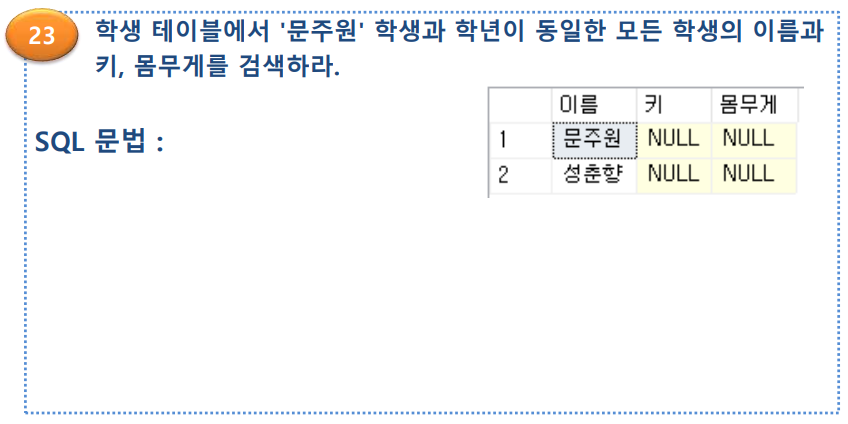 23
학생 테이블에서 '문주원' 학생과 학년이 동일한 모든 학생의 이름과
키, 몸무게를 검색하라.
SQL 문법 :
이름 키 몸무게
1 문주원 NULL NULL
2 성춘향 NULL NULL